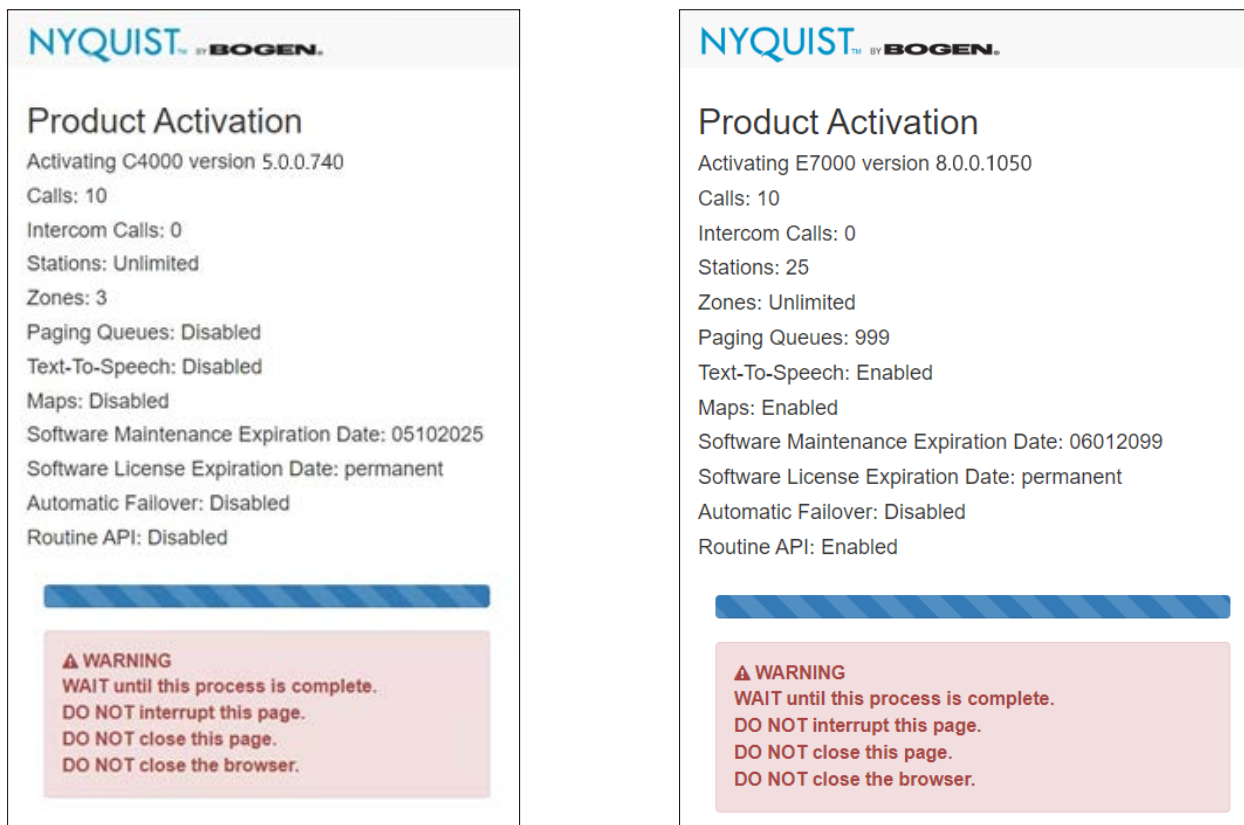 NYQUIST™ BY BOGEN®
Product Activation
Activating C4000 version 5.0.0.740
Calls: 10
Intercom Calls: 0
Stations: Unlimited
Zones: 3
Paging Queues: Disabled
Text-To-Speech: Disabled
Maps: Disabled
Software Maintenance Expiration Date: 05102025
Software License Expiration Date: permanent
Automatic Failover: Disabled
Routine API: Disabled
WARNING
WAIT until this process is complete.
DO NOT interrupt this page.
DO NOT close this page.
DO NOT close the browser.
NYQUIST™ BY BOGEN®
Product Activation
Activating E7000 version 8.0.0.1050
Calls: 10
Intercom Calls: 0
Stations: 25
Zones: Unlimited
Paging Queues: 999
Text-To-Speech: Enabled
Maps: Enabled
Software Maintenance Expiration Date: 06012099
Software License Expiration Date: permanent
Automatic Failover: Disabled
Routine API: Enabled
WARNING
WAIT until this process is complete.
DO NOT interrupt this page.
DO NOT close this page.
DO NOT close the browser.